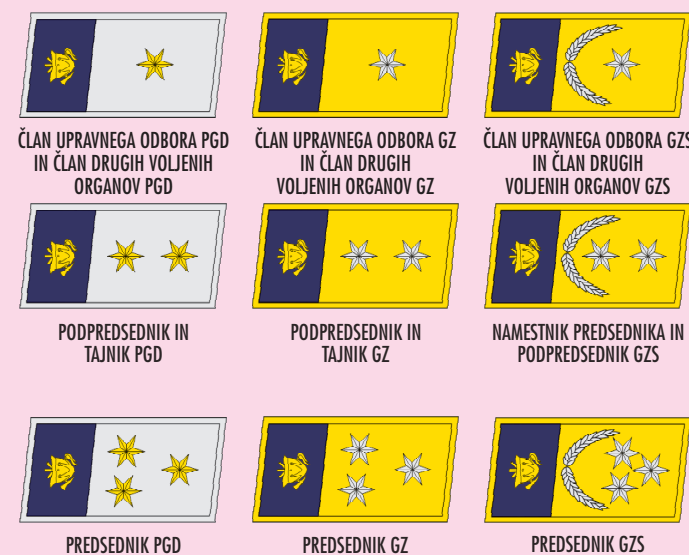 ČLAN UPRAVNEGA ODBORA PGD
IN ČLAN DRUGIH VOLJENIH
ORGANOV PGD
ČLAN UPRAVNEGA ODBORA GZ
IN ČLAN DRUGIH
VOLJENIH ORGANOV GZ
ČLAN UPRAVNEGA ODBORA GZS
IN ČLAN DRUGIH
VOLJENIH ORGANOV GZS
PODPREDSEDNIK IN
TAJNIK PGD
PODPREDSEDNIK IN
TAJNIK GZ
NAMESTNIK PREDSEDNIKA IN
PODPREDSEDNIK GZS
PREDSEDNIK PGD
PREDSEDNIK GZ
PREDSEDNIK GZS